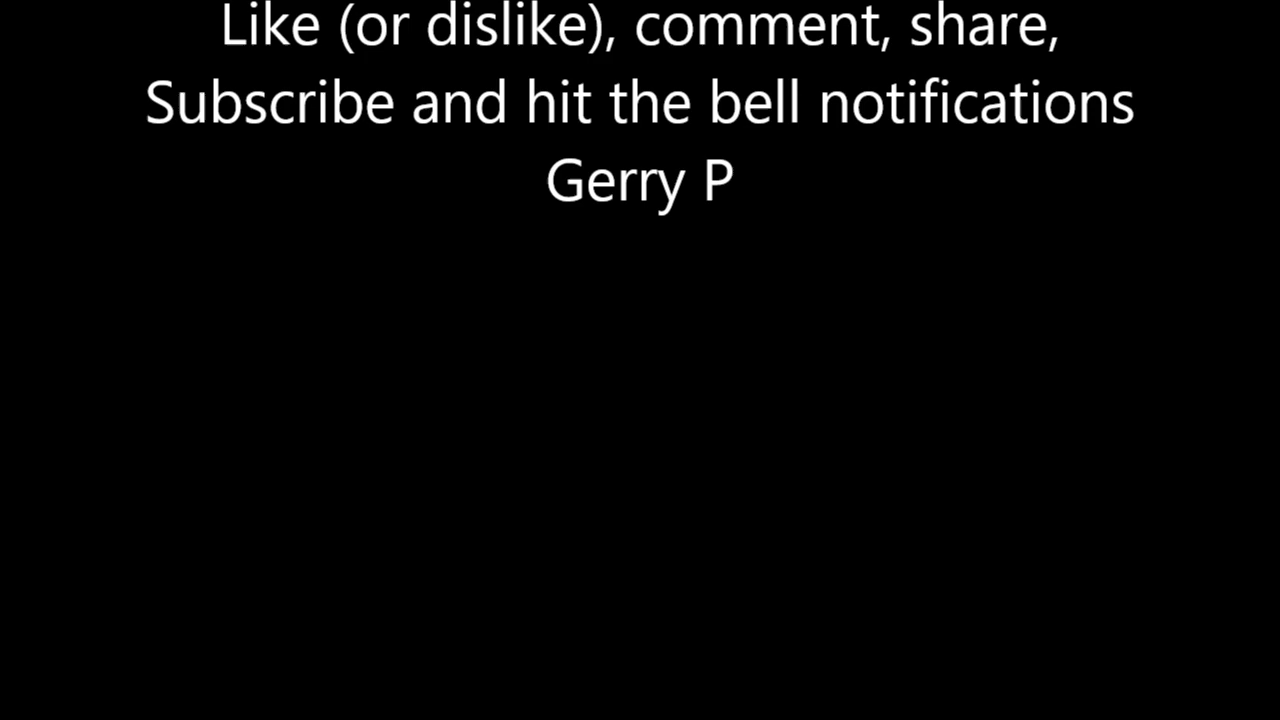 Like (or dislike), comment, share,
Subscribe and hit the bell notifications
Gerry P